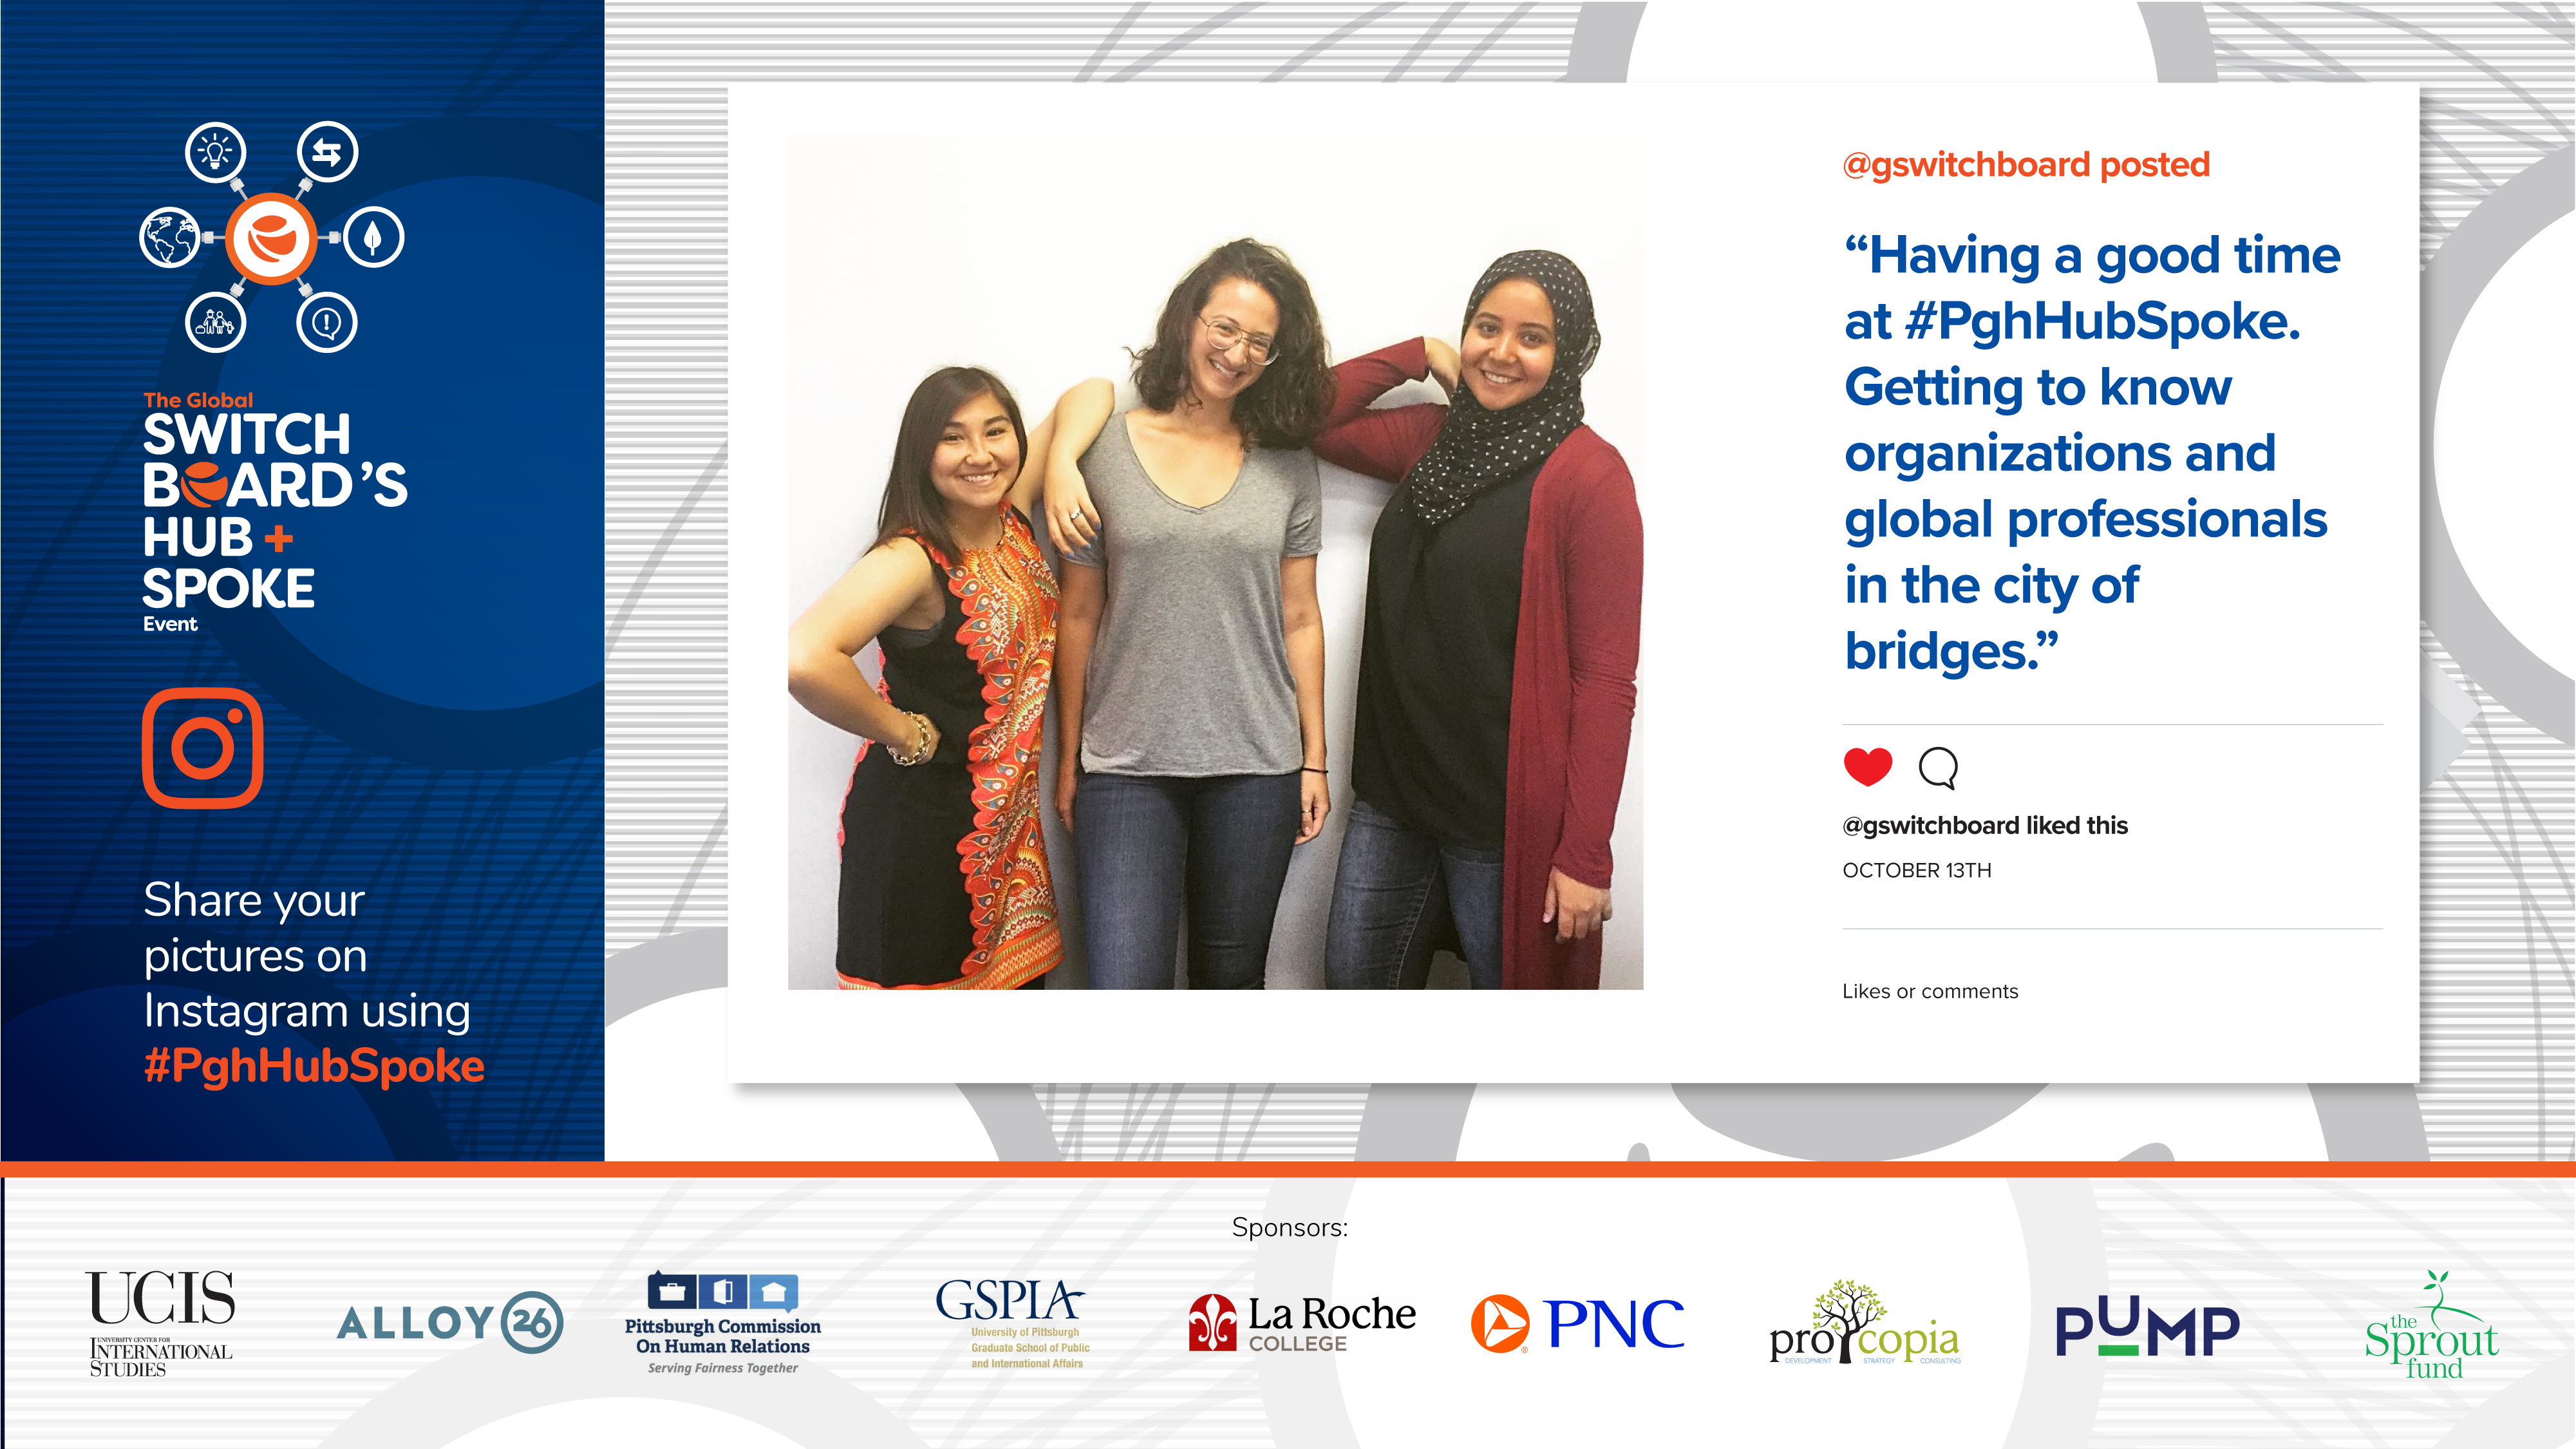 The Global
SWITCH
BOARD'S
HUB +
SPOKE
Event
Share your
pictures on
Instagram using
#PghHubSpoke
@gswitchboard posted
“Having a good time
at #PghHubSpoke.
Getting to know
organizations and
global professionals
in the city of
bridges.”
@gswitchboard liked this
OCTOBER 13TH
Likes or comments
Sponsors:
UCIS
UNIVERSITY CENTER FOR
INTERNATIONAL
STUDIES
ALLOY 26
Pittsburgh Commission
On Human Relations
Serving Fairness Together
GSPIA
University of Pittsburgh
Graduate School of Public
and International Affairs
La Roche
COLLEGE
PNC
procopia
DEVELOPMENT STRATEGY CONSULTING
PUMP
the
Sprout
fund